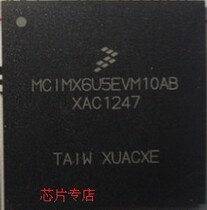 MCIMX6U5EVM10AB
XAC1247
TAIW XUACXE
芯片专店